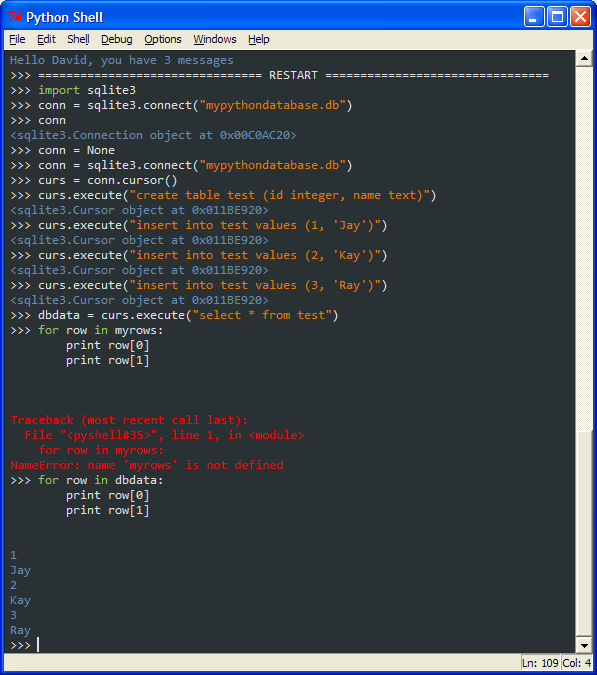 Python Shell
File Edit Shell Debug Options Windows Help
Hello David, you have 3 messages
>>> ================================ RESTART ================================
>>> import sqlite3
>>> conn = sqlite3.connect("mypythondatabase.db")
>>> conn
<sqlite3.Connection object at 0x00C0AC20>
>>> conn = None
>>> conn = sqlite3.connect("mypythondatabase.db")
>>> curs = conn.cursor()
>>> curs.execute("create table test (id integer, name text)")
<sqlite3.Cursor object at 0x011BE920>
>>> curs.execute("insert into test values (1, 'Jay')")
<sqlite3.Cursor object at 0x011BE920>
>>> curs.execute("insert into test values (2, 'Kay')")
<sqlite3.Cursor object at 0x011BE920>
>>> curs.execute("insert into test values (3, 'Ray')")
<sqlite3.Cursor object at 0x011BE920>
>>> dbdata = curs.execute("select * from test")
>>> for row in myrows:
        print row[0]
        print row[1]
Traceback (most recent call last):
  File "<pyshell#35>", line 1, in <module>
    for row in myrows:
NameError: name 'myrows' is not defined
>>> for row in dbdata:
        print row[0]
        print row[1]
1
Jay
2
Kay
3
Ray
>>>
Ln: 109 Col: 4